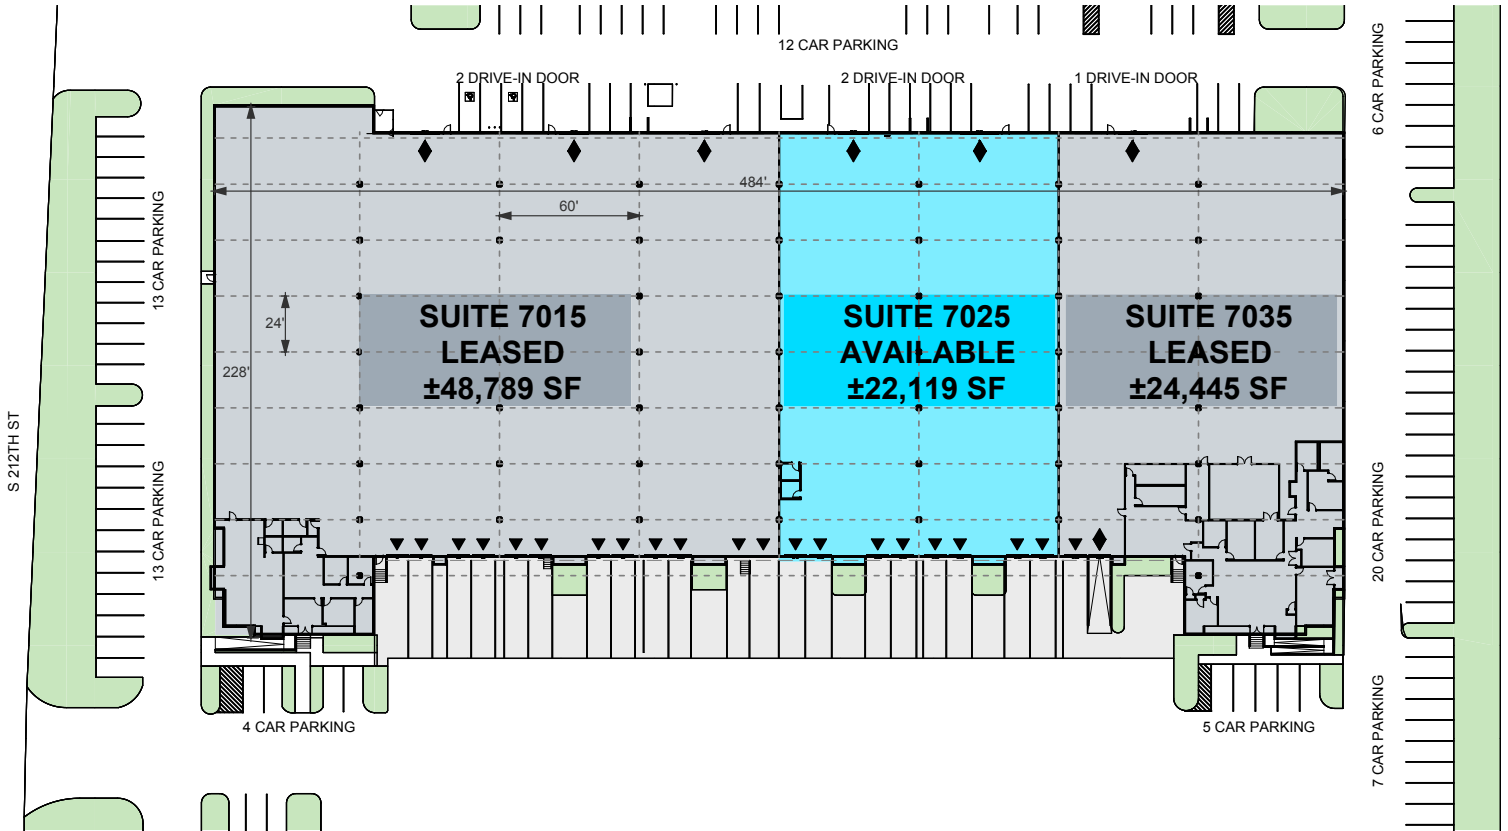 12 CAR PARKING
2 DRIVE-IN DOOR
2 DRIVE-IN DOOR
1 DRIVE-IN DOOR
6 CAR PARKING
484'
60'
13 CAR PARKING
24'
228'
SUITE 7015
LEASED
±48,789 SF
SUITE 7025
AVAILABLE
±22,119 SF
SUITE 7035
LEASED
±24,445 SF
S 212TH ST
13 CAR PARKING
20 CAR PARKING
4 CAR PARKING
5 CAR PARKING
7 CAR PARKING